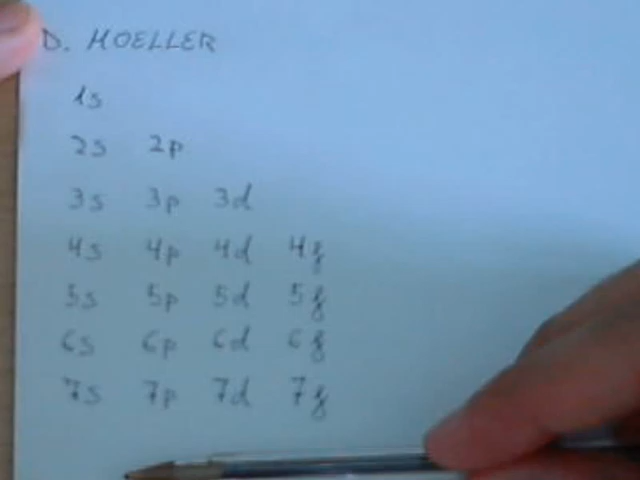 D. MOELLER
1s
2s 2p
3s 3p 3d
4s 4p 4d 4f
5s 5p 5d 5f
6s 6p 6d 6f
7s 7p 7d 7f